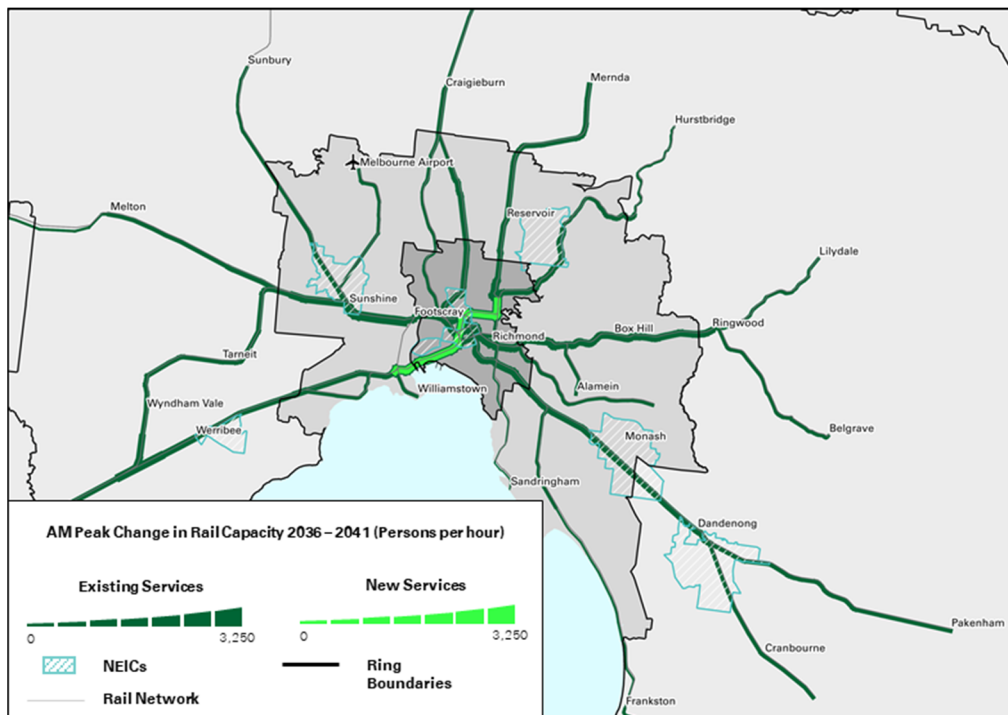 Sunbury
Craigieburn
Mernda
Hurstbridge
Melbourne Airport
Melton
Reservoir
Lilydale
Sunshine
Footscray
Richmond
Box Hill
Ringwood
Tarneit
Williamstown
Alamein
Wyndham Vale
Werribee
Monash
Belgrave
Sandringham
Dandenong
Pakenham
Cranbourne
Frankston
AM Peak Change in Rail Capacity 2036 – 2041 (Persons per hour)
Existing Services
New Services
0
3,250
0
3,250
NEICs
Ring
Boundaries
Rail Network